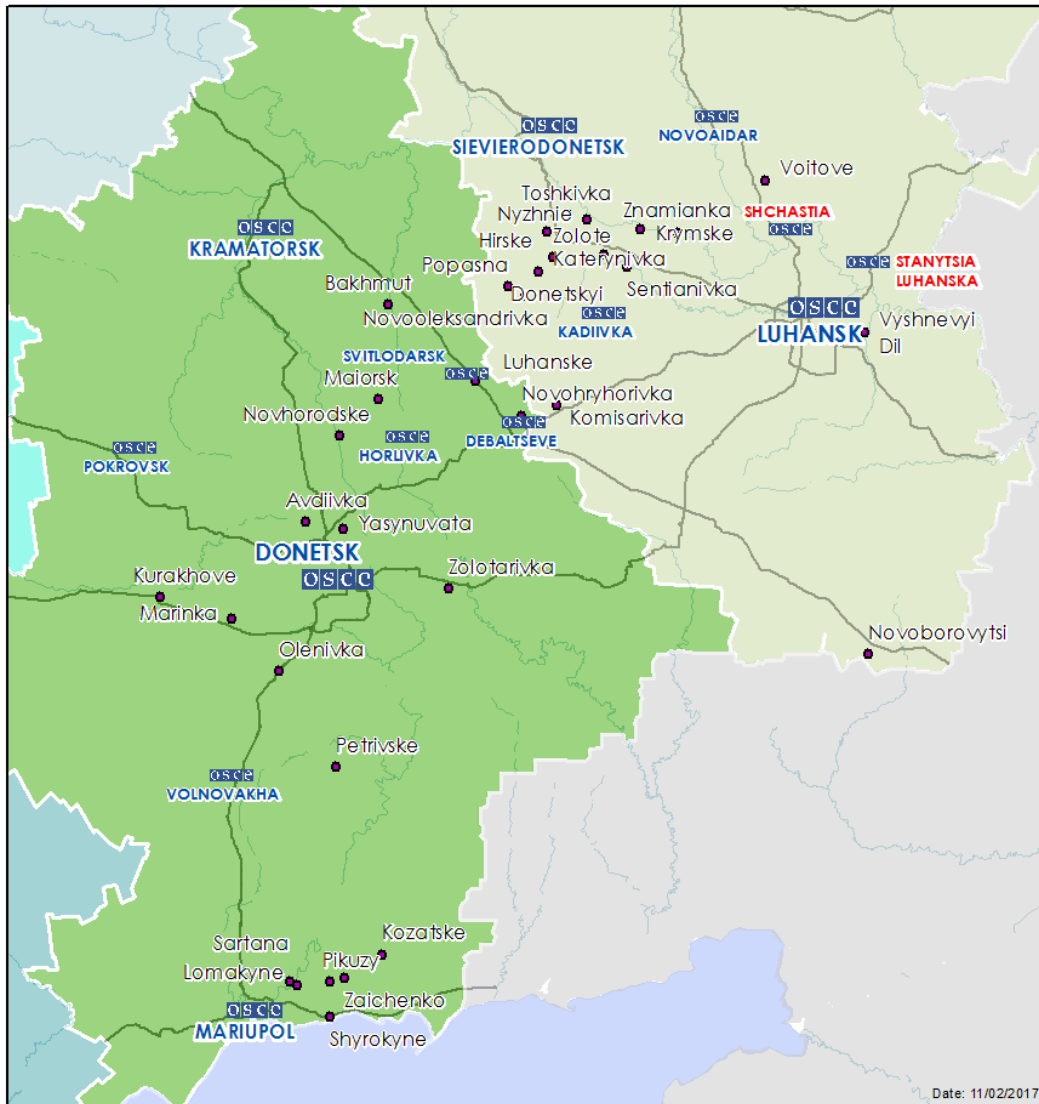 osce
SIEVIERODONETSK
osce
NOVOAIDAR
Voitove
Toshkivka
Nyzhnie
Znamianka
SHCHASTIA
osce
Hirske
Zolote
Krymske
osce
KRAMATORSK
Popasna
Katerynivka
osce
STANYTSIA
LUHANSKA
Bakhmut
Donetskyi
Sentianivka
osce
LUHANSK
Novooleksandrivka
osce
KADIIVKA
Vyshnevyi
Dil
SVITLODARSK
osce
Luhanske
Maiorsk
Novohryhorivka
Komisarivka
Novhorodske
osce
HORLIVKA
osce
DEBALTSEVE
osce
POKROVSK
Avdiivka
Yasynuvata
DONETSK
osce
Zolotarivka
Kurakhove
Marinka
Olenivka
Novoborovytsi
Petrivske
osce
VOLNOVAKHA
Kozatske
Sartana
Pikuzy
Lomakyne
Zaichenko
osce
MARIUPOL
Shyrokyne
Date: 11/02/2017